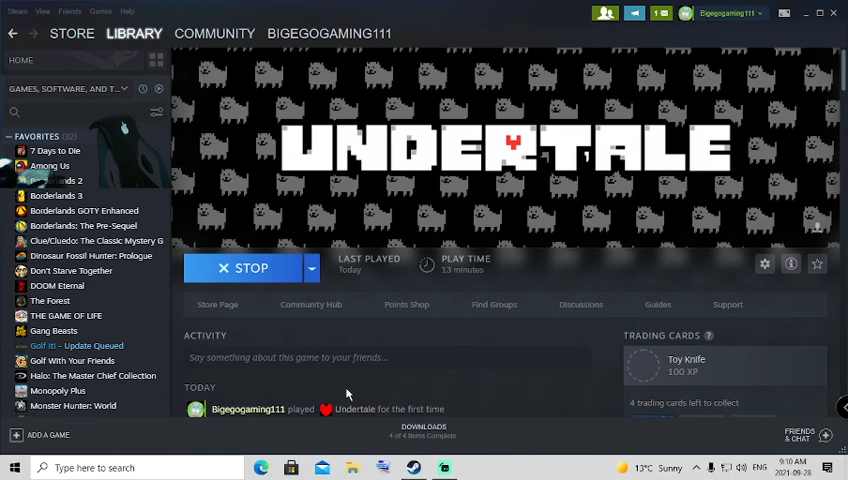 Steam View Friends Games Help
1 Bigegogaming111
STORE LIBRARY COMMUNITY BIGEGOGAMING111
HOME
GAMES, SOFTWARE, AND T...
FAVORITES (32)
7 Days to Die
Among Us
Borderlands 2
Borderlands 3
Borderlands GOTY Enhanced
Borderlands: The Pre-Sequel
Clue/Cluedo: The Classic Mystery G
Dinosaur Fossil Hunter: Prologue
Don't Starve Together
DOOM Eternal
The Forest
THE GAME OF LIFE
Gang Beasts
Golf It! - Update Queued
Golf With Your Friends
Halo: The Master Chief Collection
Monopoly Plus
Monster Hunter: World
UNDERTALE
STOP
LAST PLAYED
Today
PLAY TIME
13 minutes
Store Page Community Hub Points Shop Find Groups Discussions Guides Support
ACTIVITY
Say something about this game to your friends...
TODAY
Bigegogaming111 played Undertale for the first time
TRADING CARDS ?
Toy Knife
100 XP
4 trading cards left to collect
ADD A GAME
DOWNLOADS
4 of 4 Items Complete
FRIENDS
& CHAT
Type here to search
13°C Sunny
ENG
9:10 AM
2021-09-28